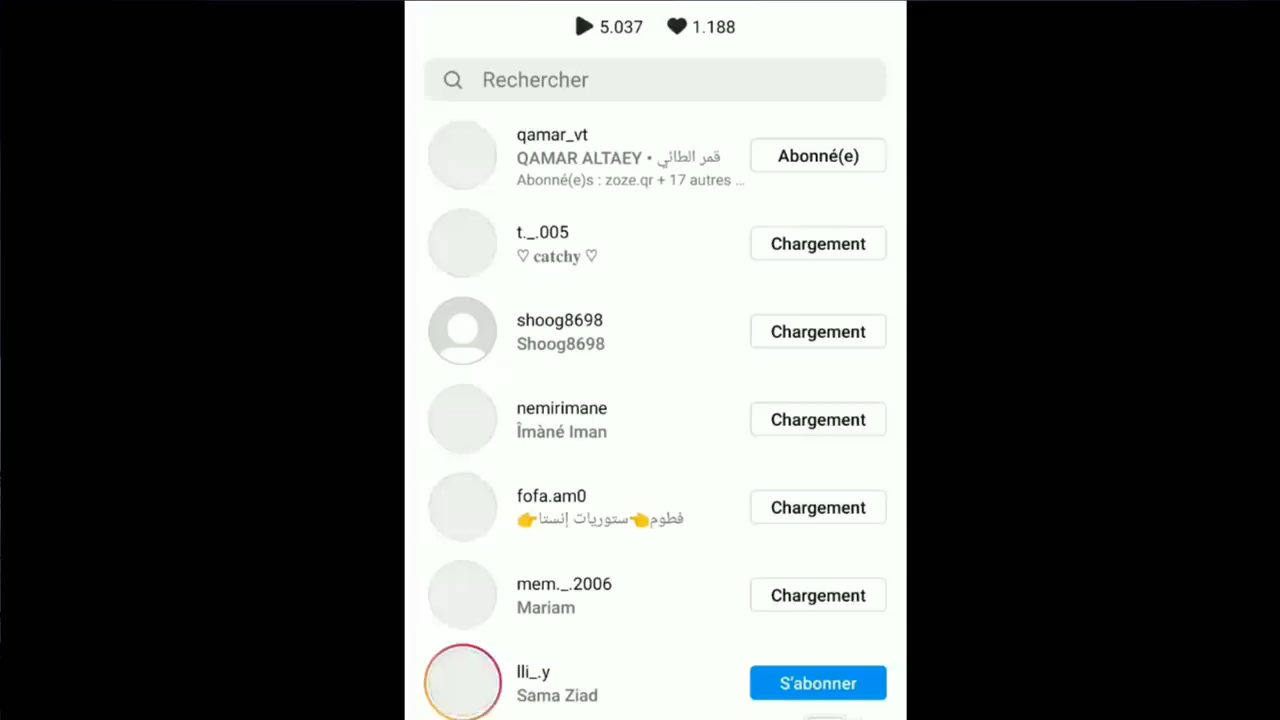 5.037 1.188
Rechercher
qamar_vt
QAMAR ALTAEY • قمر الطائي
Abonné(e)s : zoze.qr + 17 autres ...
Abonné(e)
t._.005
♡ catchy ♡
Chargement
shoog8698
Shoog8698
Chargement
nemirimane
Îmàné Iman
Chargement
fofa.am0
فطوم👈ستوريات إنستا👉
Chargement
mem._.2006
Mariam
Chargement
lli_.y
Sama Ziad
S'abonner